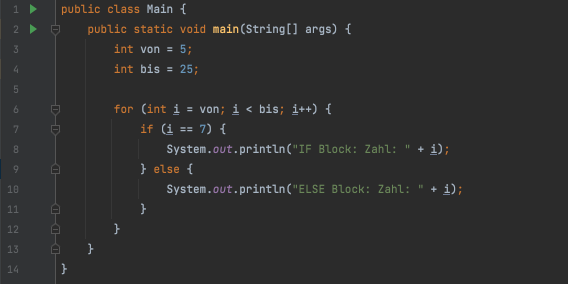 1 public class Main {
2 public static void main(String[] args) {
3 int von = 5;
4 int bis = 25;
5
6 for (int i = von; i < bis; i++) {
7 if (i == 7) {
8 System.out.println("IF Block: Zahl: " + i);
9 } else {
10 System.out.println("ELSE Block: Zahl: " + i);
11 }
12 }
13 }
14 }